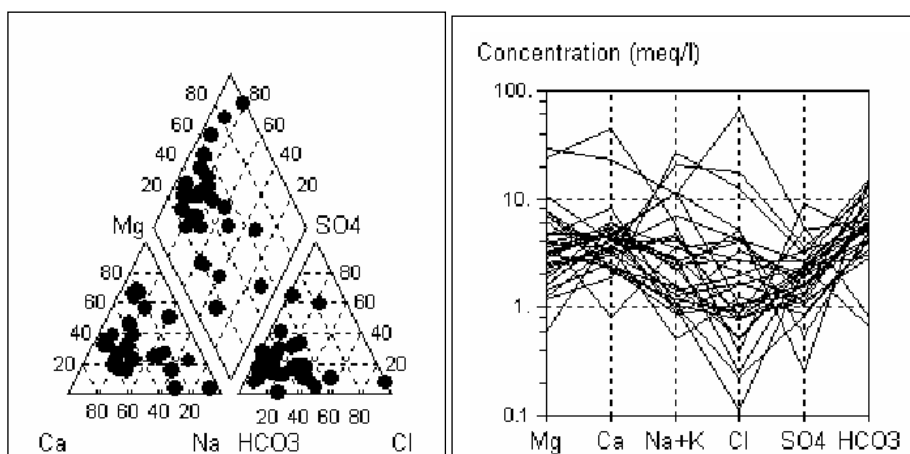 80 80
60 60
40 40
20 20
Mg SO4
80 80
60 60
40 40
20 20
80 60 40 20 20 40 60 80
Ca Na HCO3 Cl
Concentration (meq/l)
100.
10.
1.
0.1
Mg Ca Na+K Cl SO4 HCO3